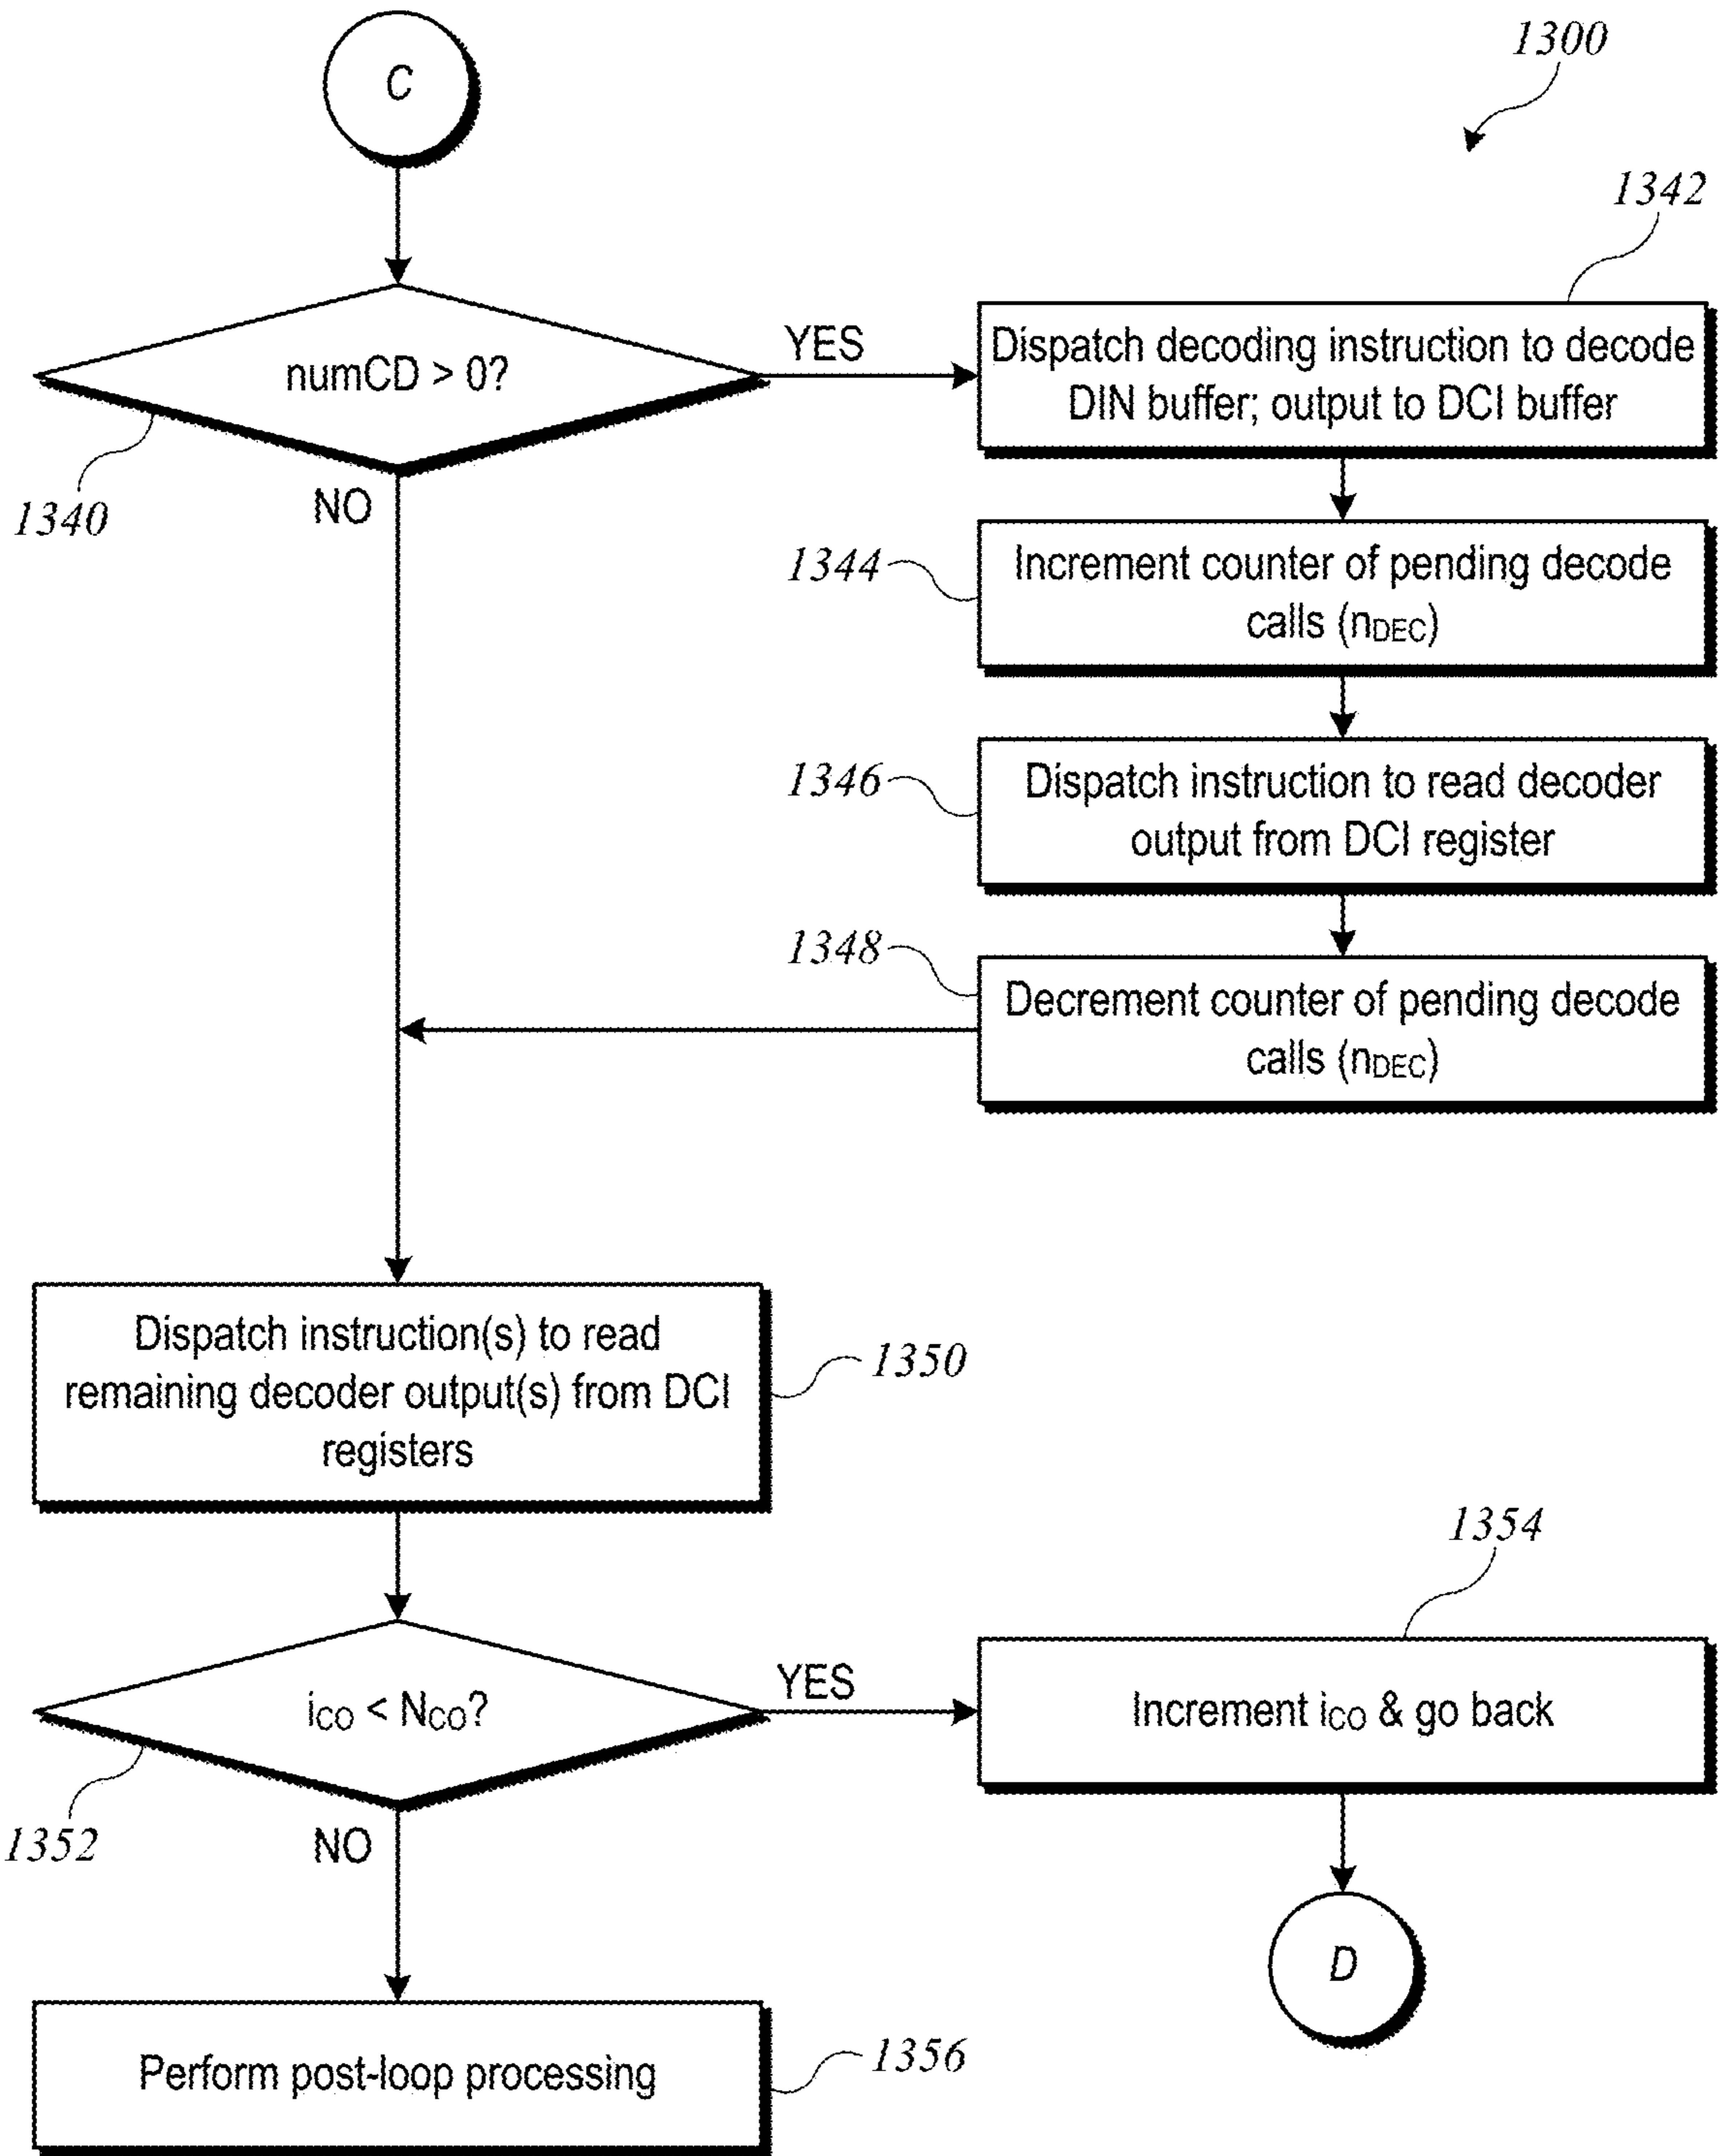 C
1300
1342
numCD > 0?
YES
Dispatch decoding instruction to decode
DIN buffer; output to DCI buffer
1340
NO
1344
Increment counter of pending decode
calls (nDEC)
1346
Dispatch instruction to read decoder
output from DCI register
1348
Decrement counter of pending decode
calls (nDEC)
Dispatch instruction(s) to read
remaining decoder output(s) from DCI
registers
1350
1354
iCO < NCO?
YES
Increment iCO & go back
1352
NO
D
Perform post-loop processing
1356